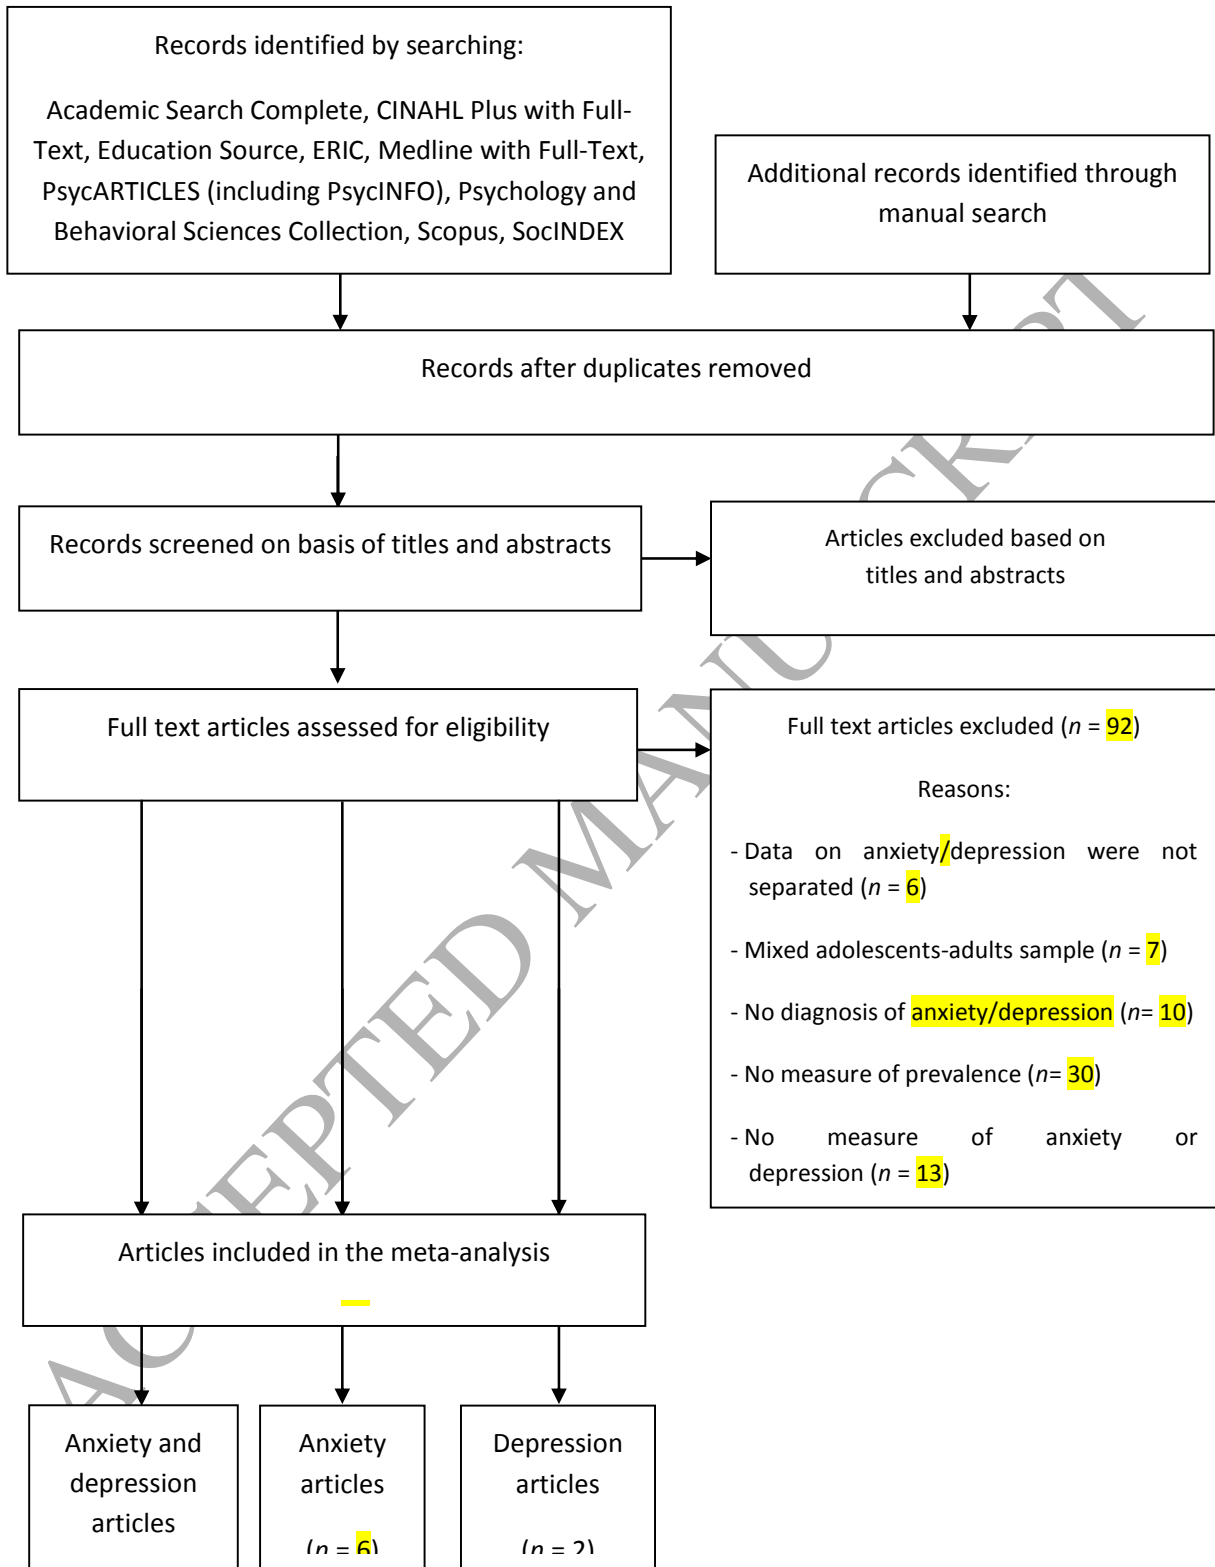 Records identified by searching:
Academic Search Complete, CINAHL Plus with Full-
Text, Education Source, ERIC, Medline with Full-Text,
PsycARTICLES (including PsycINFO), Psychology and
Behavioral Sciences Collection, Scopus, SocINDEX
Additional records identified through
manual search
Records after duplicates removed
Records screened on basis of titles and abstracts
Articles excluded based on
titles and abstracts
Full text articles assessed for eligibility
Full text articles excluded (n = 92)
Reasons:
- Data on anxiety/depression were not
separated (n = 6)
- Mixed adolescents-adults sample (n = 7)
- No diagnosis of anxiety/depression (n= 10)
- No measure of prevalence (n= 30)
- No measure of anxiety or
depression (n = 13)
Articles included in the meta-analysis
Anxiety and
depression
articles
Anxiety
articles
(n = 6)
Depression
articles
(n = 2)
ACCEPTED MANUSCRIPT